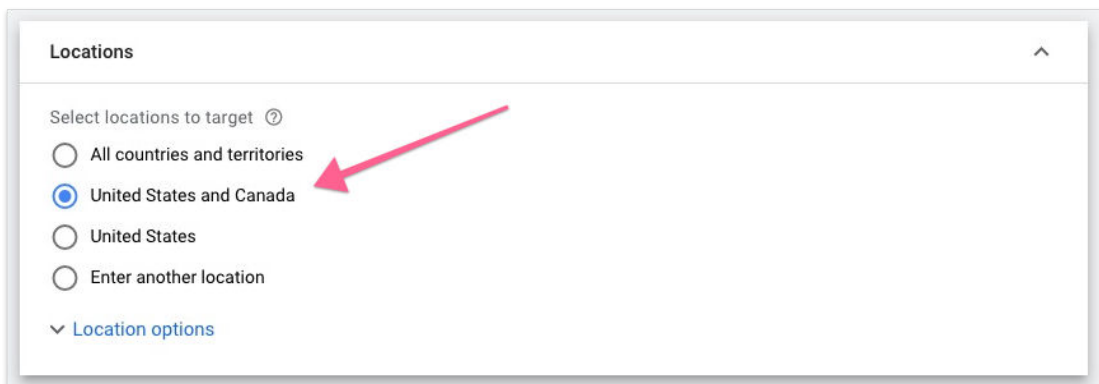 Locations
Select locations to target
All countries and territories
United States and Canada
United States
Enter another location
Location options